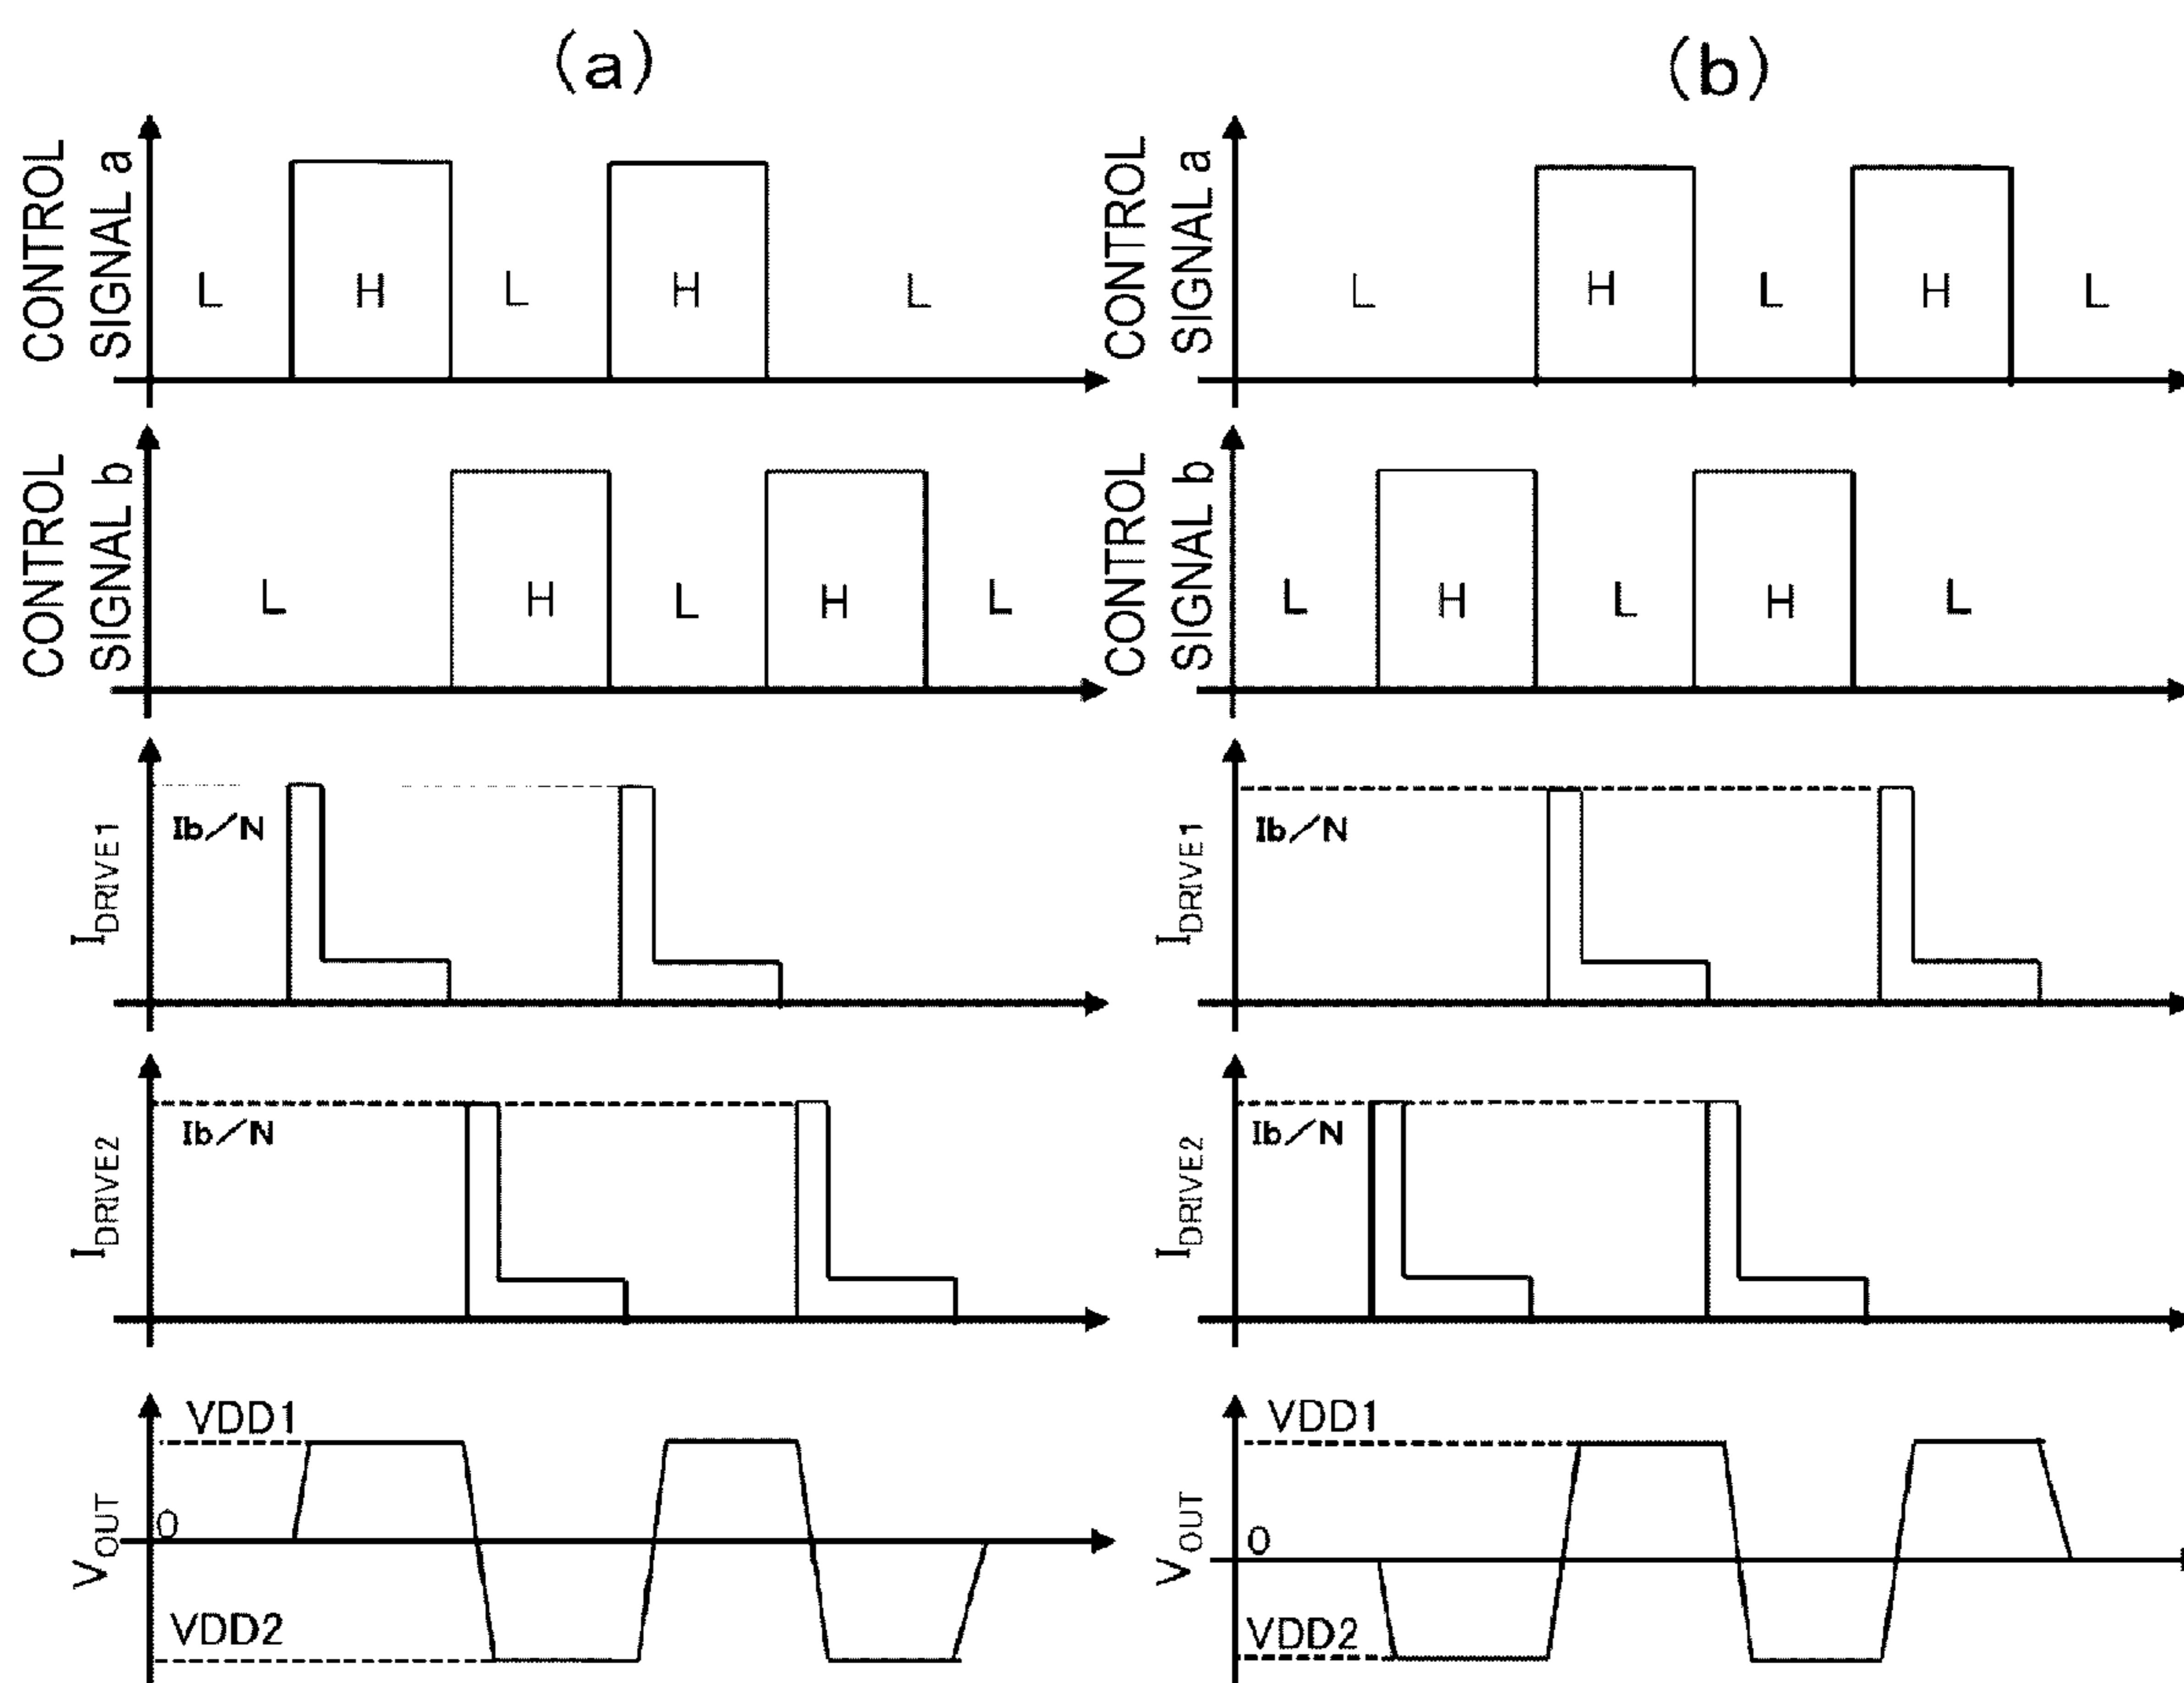 (a)
CONTROL
SIGNAL a
L H L H L
CONTROL
SIGNAL b
L H L H L
IDRIVE1
Ib/N
IDRIVE2
Ib/N
VOUT
VDD1
0
VDD2
(b)
CONTROL
SIGNAL a
L H L H L
CONTROL
SIGNAL b
L H L H L
IDRIVE1
Ib/N
IDRIVE2
Ib/N
VOUT
VDD1
0
VDD2